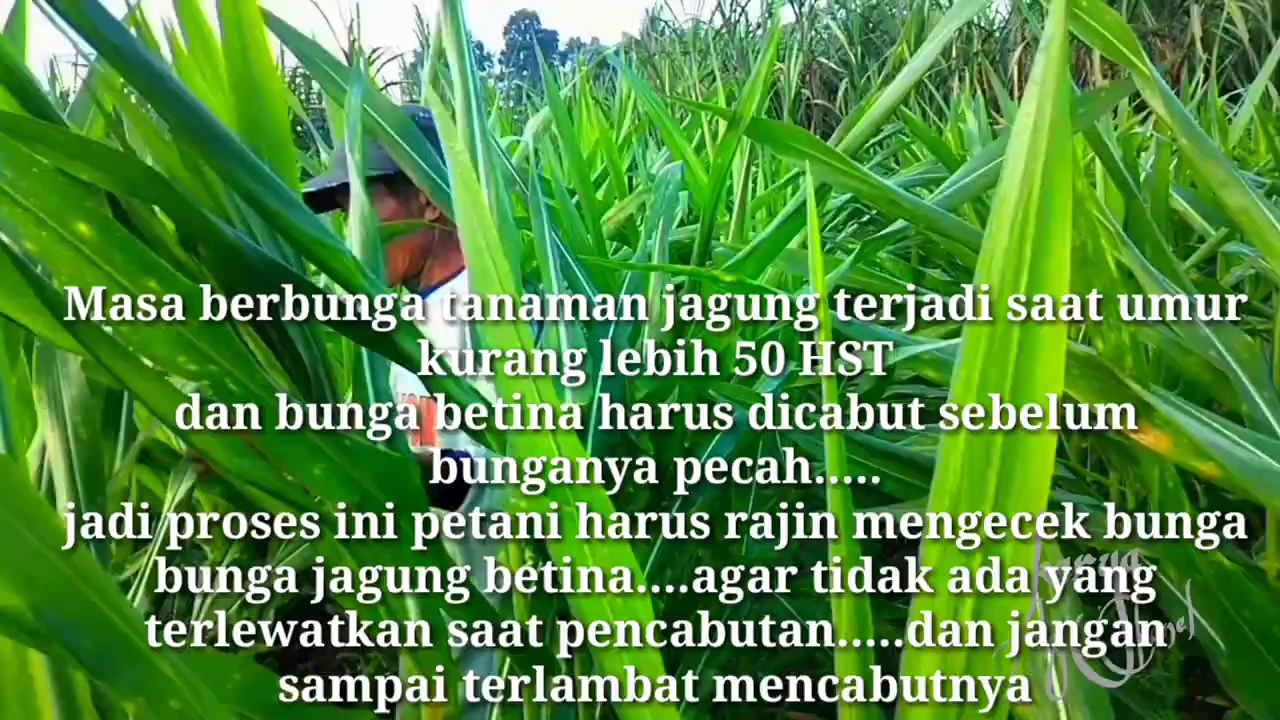 Masa berbunga tanaman jagung terjadi saat umur
kurang lebih 50 HST
dan bunga betina harus dicabut sebelum
bunganya pecah.....
jadi proses ini petani harus rajin mengecek bunga
bunga jagung betina....agar tidak ada yang
terlewatkan saat pencabutan.....dan jangan
sampai terlambat mencabutnya